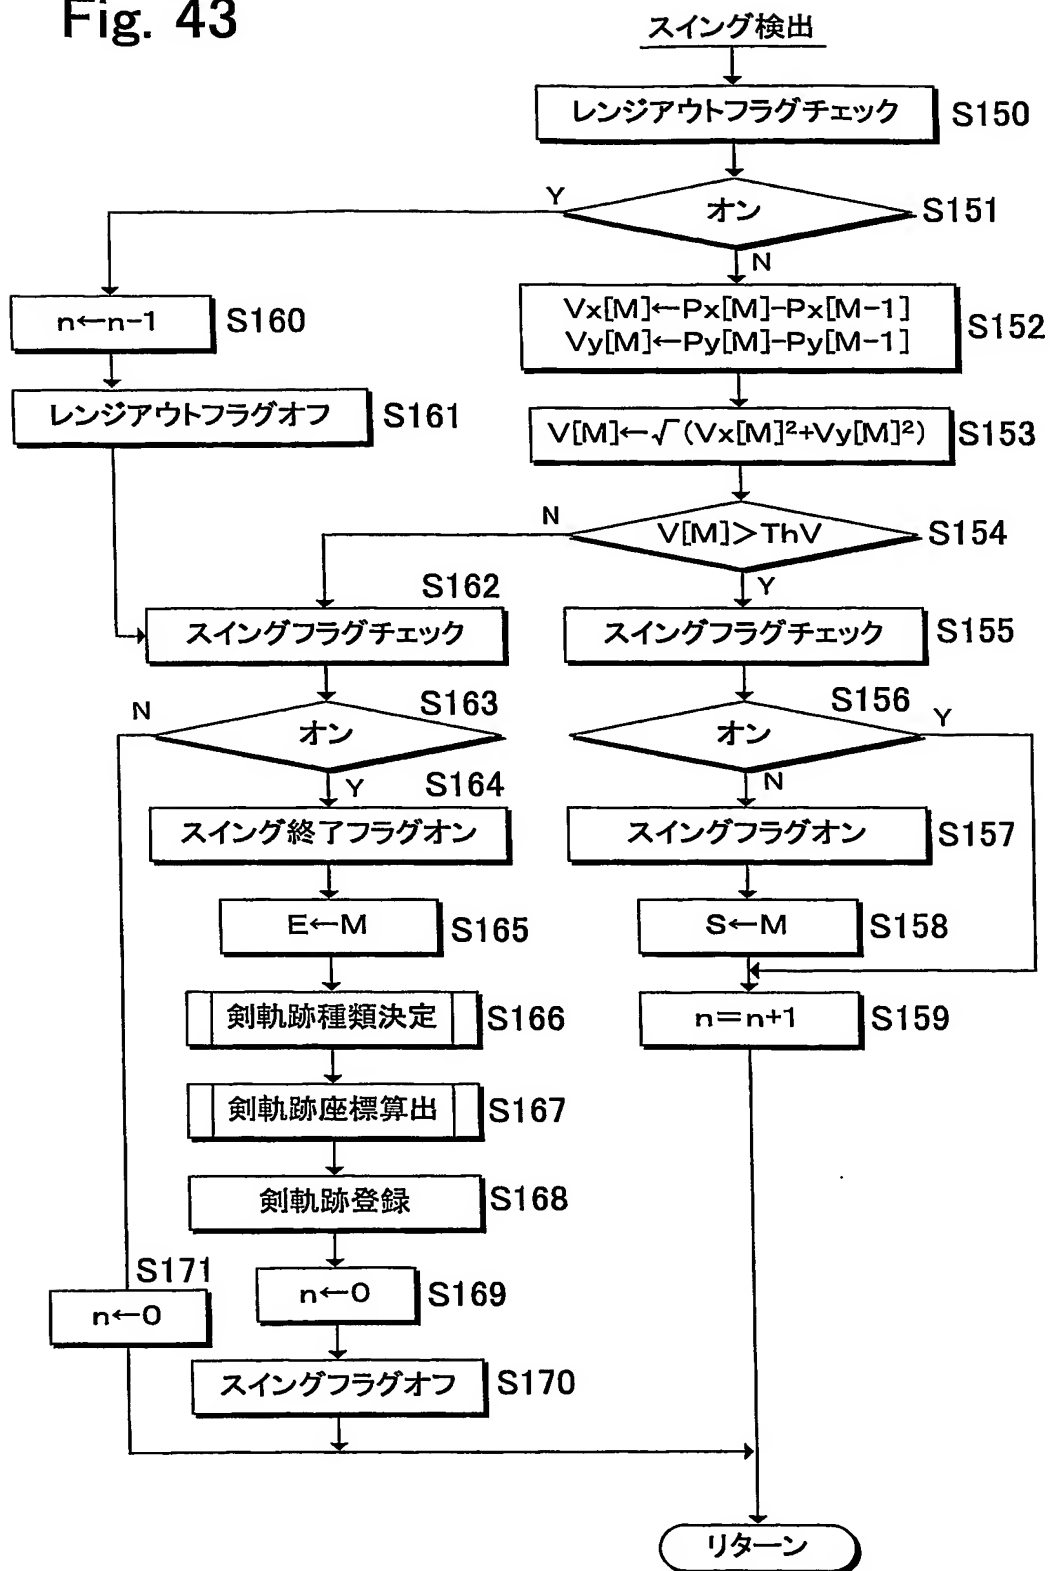 Fig. 43
スイング検出
レンジアウトフラグチェック S150
オン S151
Y
N
Vx[M]←Px[M]-Px[M-1]
Vy[M]←Py[M]-Py[M-1]
S152
n←n-1 S160
レンジアウトフラグオフ S161
V[M]←√(Vx[M]²+Vy[M]²) S153
V[M]>ThV S154
N
Y
S162
スイングフラグチェック
スイングフラグチェック S155
S163
オン
N
Y
S156
オン
Y
N
S164
スイング終了フラグオン
スイングフラグオン S157
E←M S165
S←M S158
剣軌跡種類決定 S166
n=n+1 S159
剣軌跡座標算出 S167
剣軌跡登録 S168
S171
n←0
n←0 S169
スイングフラグオフ S170
リターン